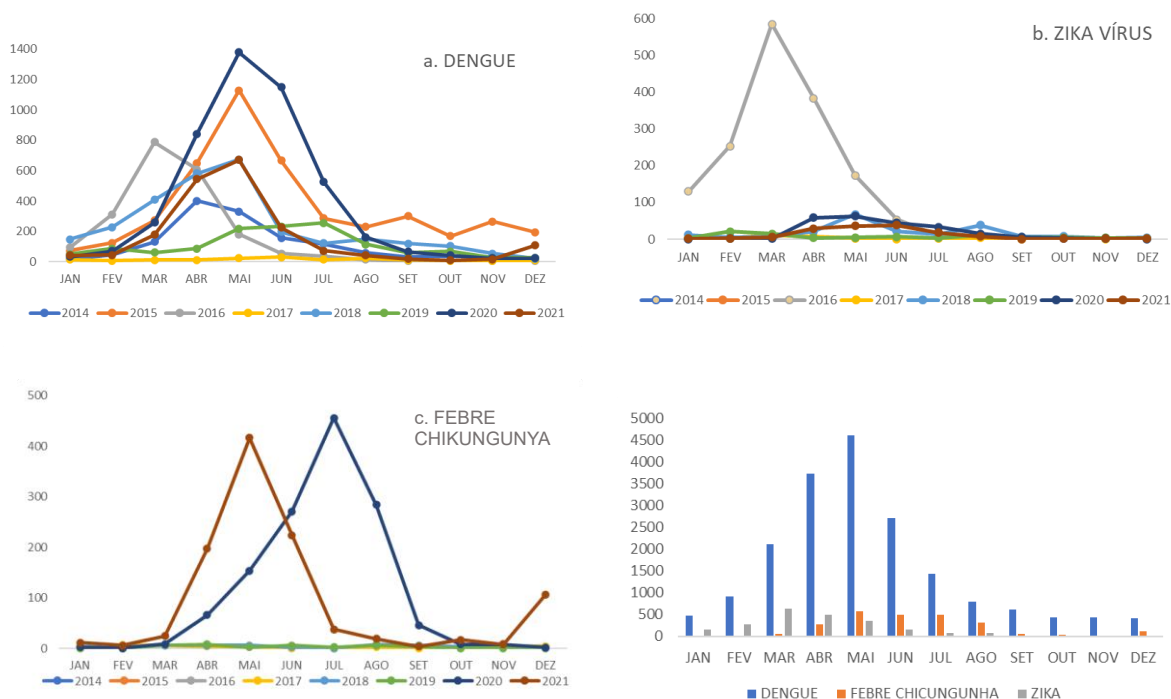 a. DENGUE
1400
1200
1000
800
600
400
200
0
JAN FEV MAR ABR MAI JUN JUL AGO SET OUT NOV DEZ
2014 2015 2016 2017 2018 2019 2020 2021
b. ZIKA VÍRUS
600
500
400
300
200
100
0
JAN FEV MAR ABR MAI JUN JUL AGO SET OUT NOV DEZ
2014 2015 2016 2017 2018 2019 2020 2021
c. FEBRE
CHIKUNGUNYA
500
400
300
200
100
0
JAN FEV MAR ABR MAI JUN JUL AGO SET OUT NOV DEZ
2014 2015 2016 2017 2018 2019 2020 2021
5000
4500
4000
3500
3000
2500
2000
1500
1000
500
0
JAN FEV MAR ABR MAI JUN JUL AGO SET OUT NOV DEZ
DENGUE FEBRE CHICUNGUNHA ZIKA